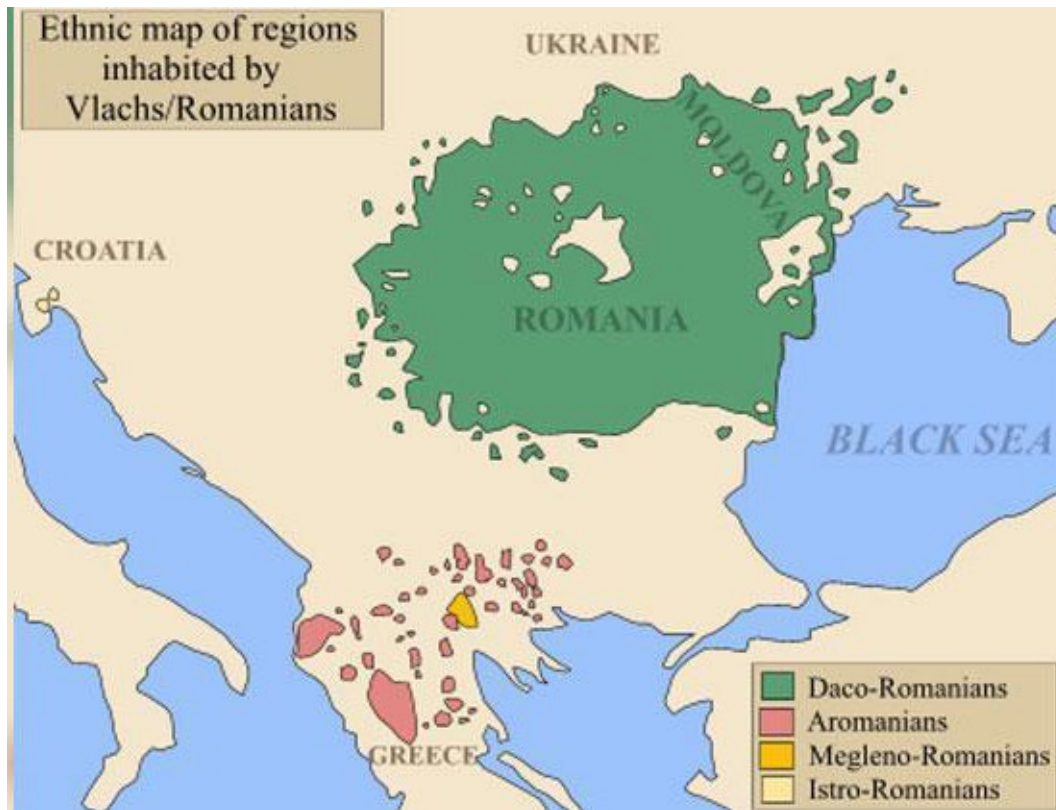 Ethnic map of regions
inhabited by
Vlachs/Romanians
UKRAINE
MOLDOVA
CROATIA
ROMANIA
BLACK SEA
GREECE
Daco-Romanians
Aromanians
Megleno-Romanians
Istro-Romanians